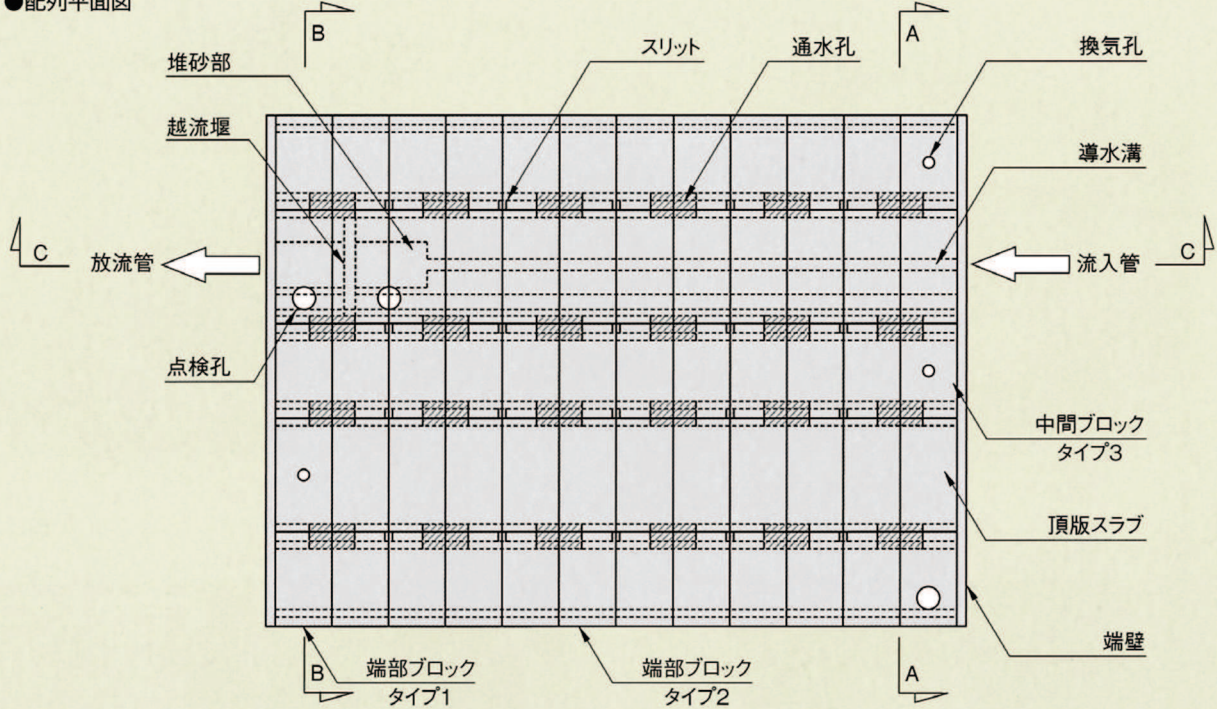 ●配列平面図
B
A
スリット
通水孔
換気孔
堆砂部
越流堰
導水溝
C
放流管
流入管
C
点検孔
中間ブロック
タイプ3
頂版スラブ
端壁
B
端部ブロック
タイプ1
端部ブロック
タイプ2
A